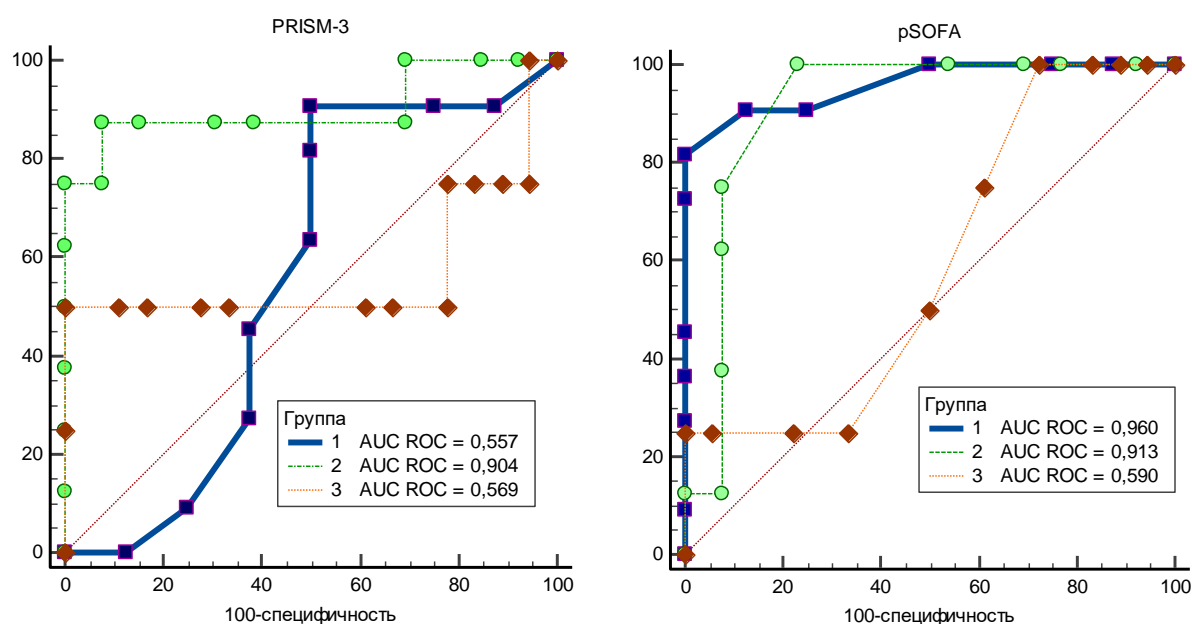 PRISM-3
100
80
60
40
20
0
Группа
1 AUC ROC = 0,557
2 AUC ROC = 0,904
3 AUC ROC = 0,569
0 20 40 60 80 100
100-специфичность
pSOFA
100
80
60
40
20
0
Группа
1 AUC ROC = 0,960
2 AUC ROC = 0,913
3 AUC ROC = 0,590
0 20 40 60 80 100
100-специфичность